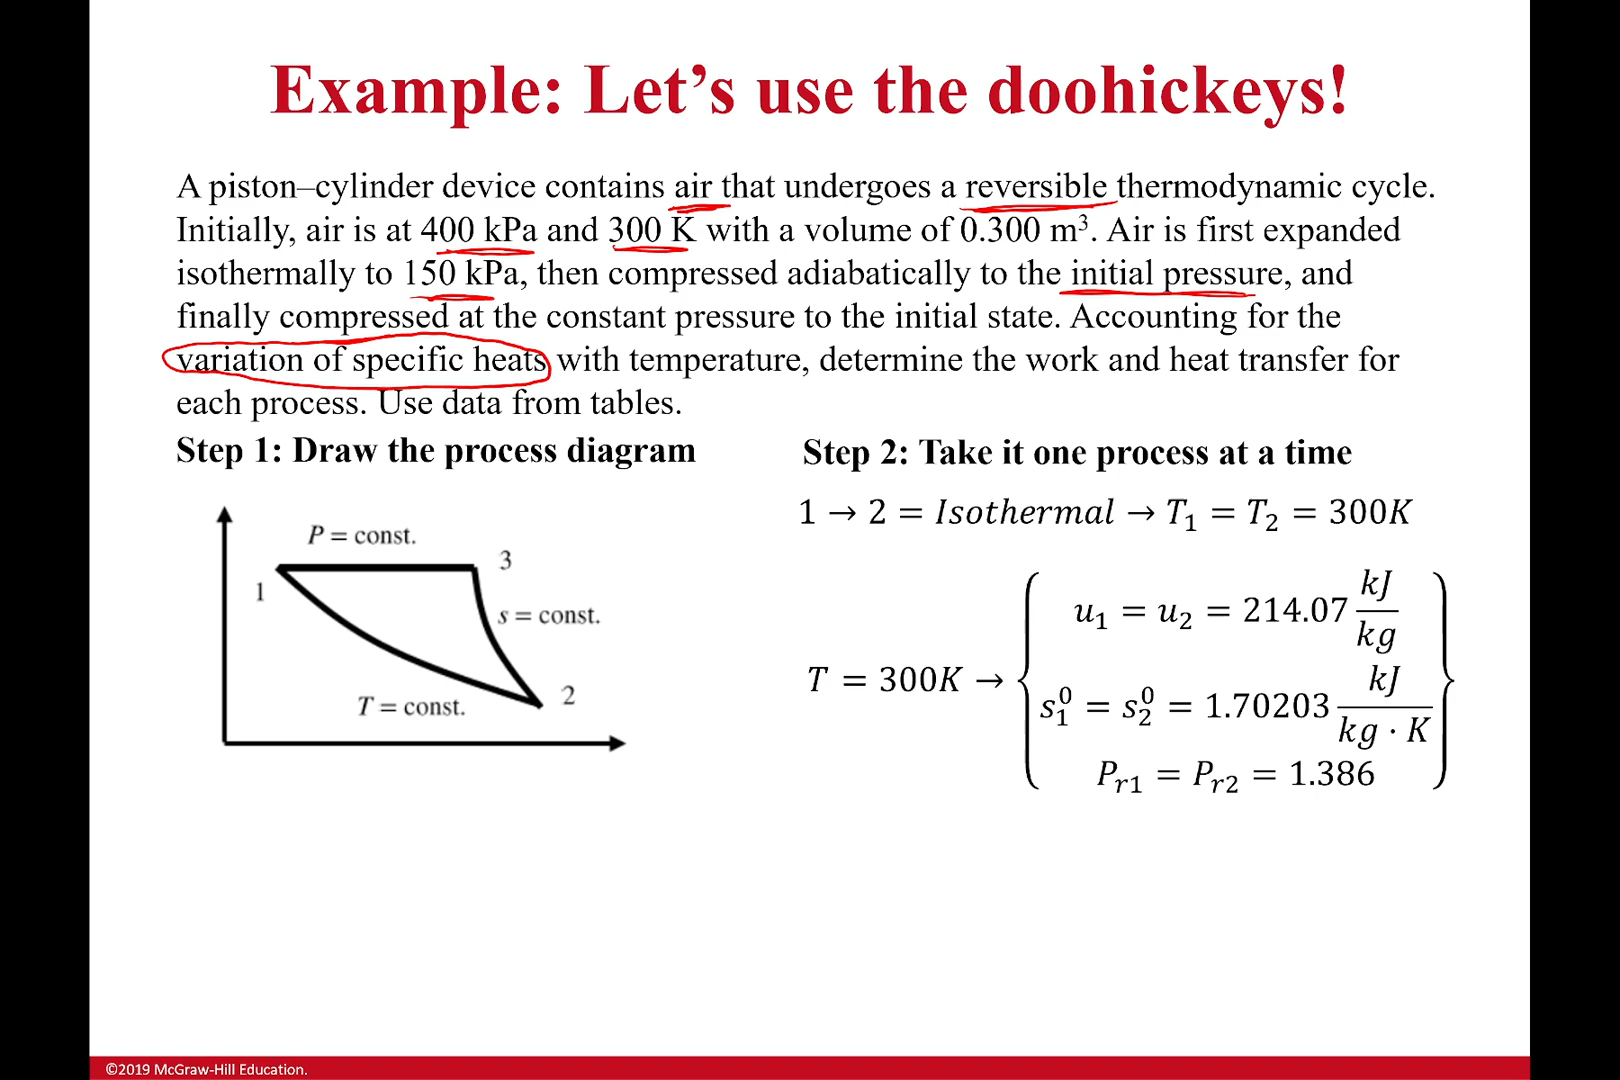 Example: Let’s use the doohickeys!
A piston–cylinder device contains air that undergoes a reversible thermodynamic cycle.
Initially, air is at 400 kPa and 300 K with a volume of 0.300 m³. Air is first expanded
isothermally to 150 kPa, then compressed adiabatically to the initial pressure, and
finally compressed at the constant pressure to the initial state. Accounting for the
variation of specific heats with temperature, determine the work and heat transfer for
each process. Use data from tables.
Step 1: Draw the process diagram
P = const.
3
1
s = const.
2
T = const.
Step 2: Take it one process at a time
1 → 2 = Isothermal → T₁ = T₂ = 300K
T = 300K →
u₁ = u₂ = 214.07 kJ/kg
s₁⁰ = s₂⁰ = 1.70203 kJ/kg · K
Pᵣ₁ = Pᵣ₂ = 1.386
©2019 McGraw-Hill Education.